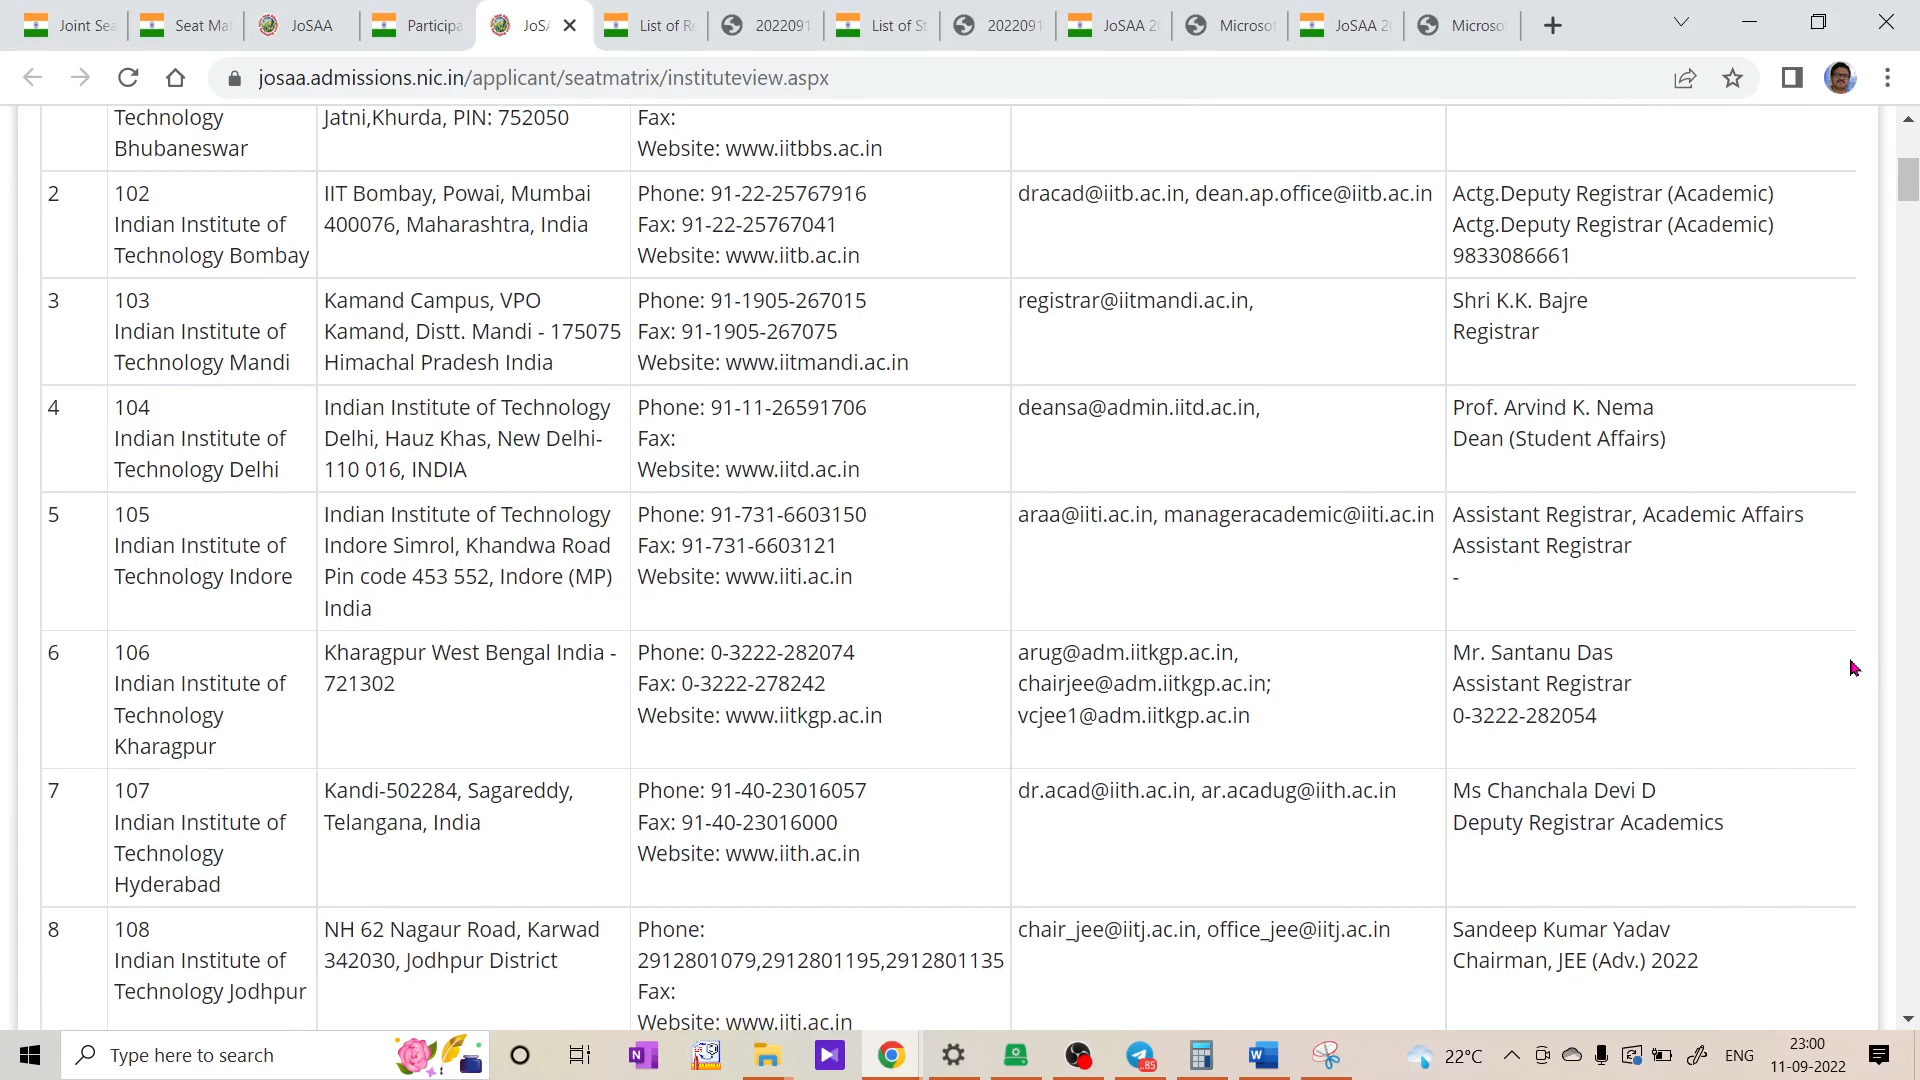 Joint Sea
Seat Mat
JoSAA
Participa
JoSA
List of Re
2022091
List of St
2022091
JoSAA 20
Microsof
JoSAA 20
Microsof
josaa.admissions.nic.in/applicant/seatmatrix/instituteview.aspx
Technology
Bhubaneswar
Jatni,Khurda, PIN: 752050
Fax:
Website: www.iitbbs.ac.in
2
102
Indian Institute of
Technology Bombay
IIT Bombay, Powai, Mumbai
400076, Maharashtra, India
Phone: 91-22-25767916
Fax: 91-22-25767041
Website: www.iitb.ac.in
dracad@iitb.ac.in, dean.ap.office@iitb.ac.in
Actg.Deputy Registrar (Academic)
Actg.Deputy Registrar (Academic)
9833086661
3
103
Indian Institute of
Technology Mandi
Kamand Campus, VPO
Kamand, Distt. Mandi - 175075
Himachal Pradesh India
Phone: 91-1905-267015
Fax: 91-1905-267075
Website: www.iitmandi.ac.in
registrar@iitmandi.ac.in,
Shri K.K. Bajre
Registrar
4
104
Indian Institute of
Technology Delhi
Indian Institute of Technology
Delhi, Hauz Khas, New Delhi-
110 016, INDIA
Phone: 91-11-26591706
Fax:
Website: www.iitd.ac.in
deansa@admin.iitd.ac.in,
Prof. Arvind K. Nema
Dean (Student Affairs)
5
105
Indian Institute of
Technology Indore
Indian Institute of Technology
Indore Simrol, Khandwa Road
Pin code 453 552, Indore (MP)
India
Phone: 91-731-6603150
Fax: 91-731-6603121
Website: www.iiti.ac.in
araa@iiti.ac.in, manageracademic@iiti.ac.in
Assistant Registrar, Academic Affairs
Assistant Registrar
-
6
106
Indian Institute of
Technology
Kharagpur
Kharagpur West Bengal India -
721302
Phone: 0-3222-282074
Fax: 0-3222-278242
Website: www.iitkgp.ac.in
arug@adm.iitkgp.ac.in,
chairjee@adm.iitkgp.ac.in;
vcjee1@adm.iitkgp.ac.in
Mr. Santanu Das
Assistant Registrar
0-3222-282054
7
107
Indian Institute of
Technology
Hyderabad
Kandi-502284, Sagareddy,
Telangana, India
Phone: 91-40-23016057
Fax: 91-40-23016000
Website: www.iith.ac.in
dr.acad@iith.ac.in, ar.acadug@iith.ac.in
Ms Chanchala Devi D
Deputy Registrar Academics
8
108
Indian Institute of
Technology Jodhpur
NH 62 Nagaur Road, Karwad
342030, Jodhpur District
Phone:
2912801079,2912801195,2912801135
Fax:
Website: www.iitj.ac.in
chair_jee@iitj.ac.in, office_jee@iitj.ac.in
Sandeep Kumar Yadav
Chairman, JEE (Adv.) 2022
Type here to search
N
85
W
22°C
ENG
23:00
11-09-2022